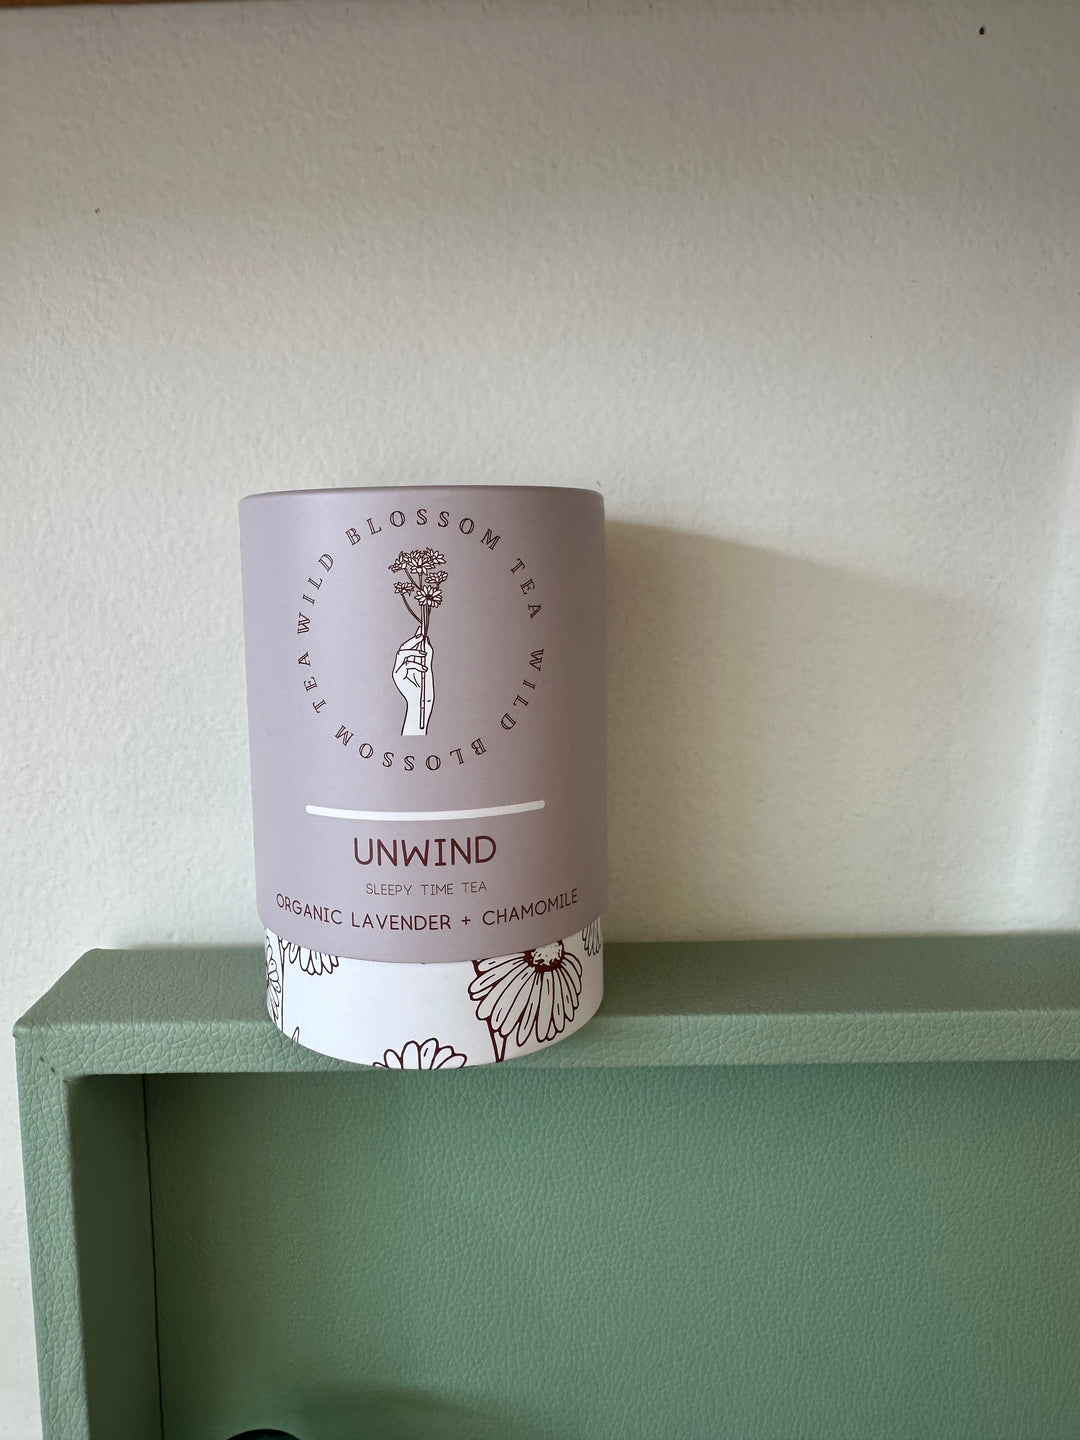 WILD BLOSSOM TEA WILD BLOSSOM TEA
UNWIND
SLEEPY TIME TEA
ORGANIC LAVENDER + CHAMOMILE